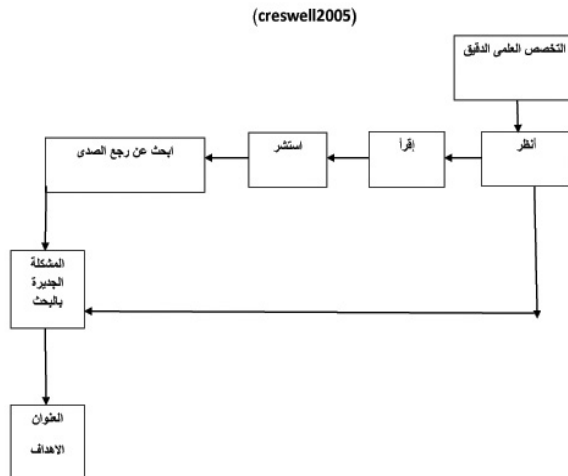 (creswell2005)
التخصص العلمى الدقيق
أنظر
إقرأ
استشر
ابحث عن رجع الصدى
المشكلة
الجديرة
بالبحث
العنوان
الاهداف